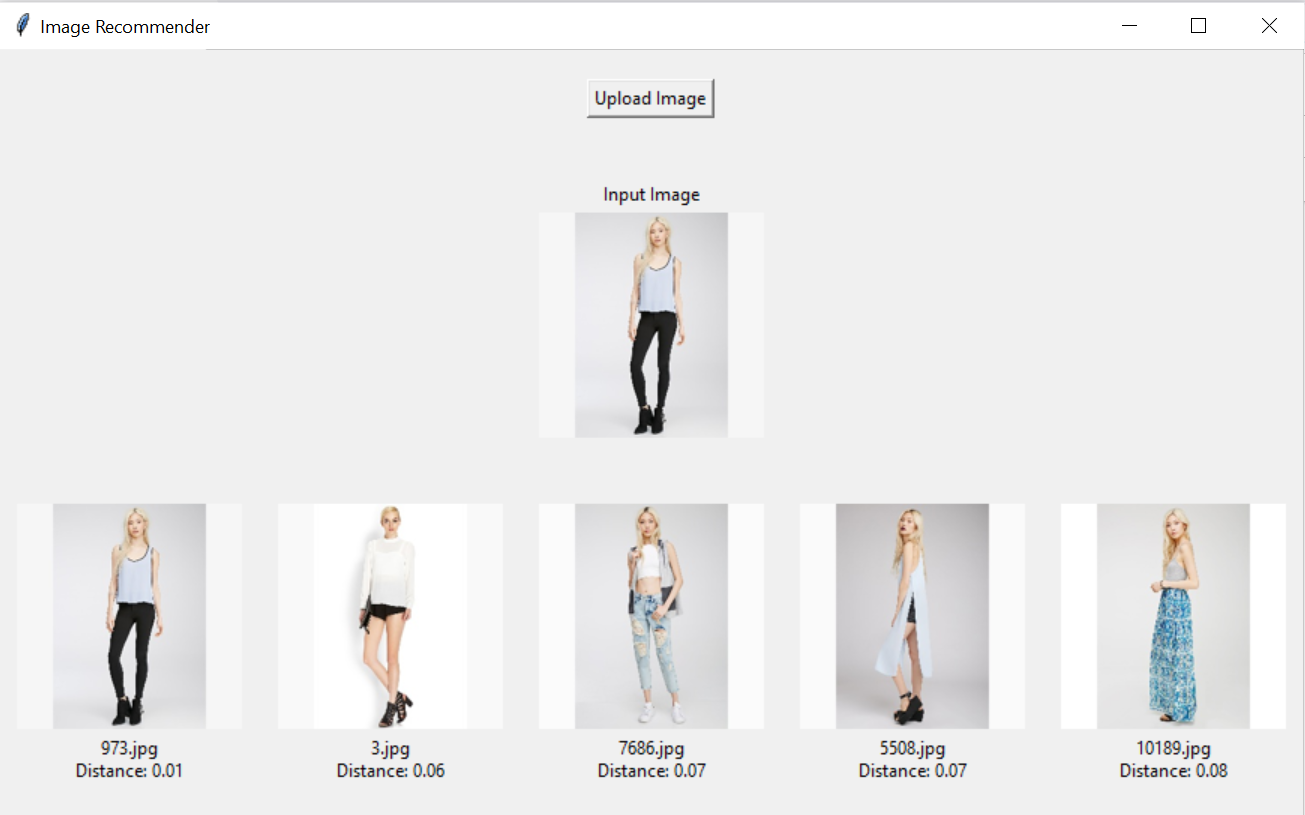 Image Recommender
Upload Image
Input Image
973.jpg
Distance: 0.01
3.jpg
Distance: 0.06
7686.jpg
Distance: 0.07
5508.jpg
Distance: 0.07
10189.jpg
Distance: 0.08